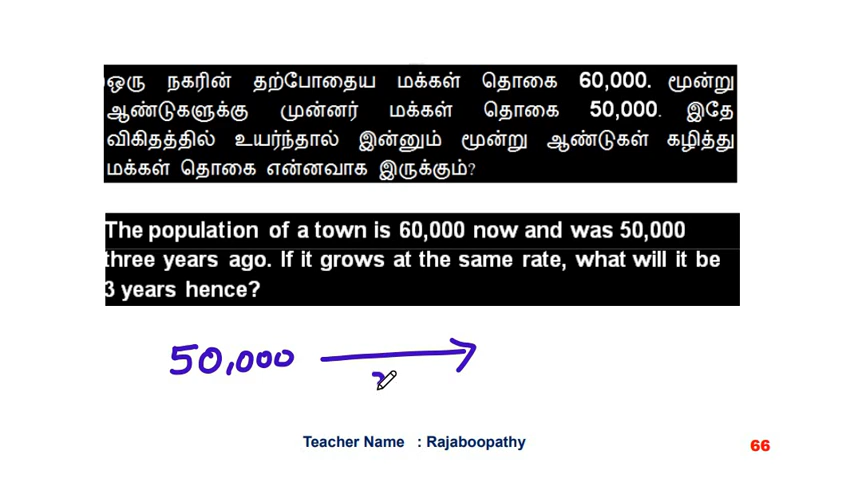 ஒரு நகரின் தற்போதைய மக்கள் தொகை 60,000. மூன்று
ஆண்டுகளுக்கு முன்னர் மக்கள் தொகை 50,000. இதே
விகிதத்தில் உயர்ந்தால் இன்னும் மூன்று ஆண்டுகள் கழித்து
மக்கள் தொகை என்னவாக இருக்கும்?
The population of a town is 60,000 now and was 50,000
three years ago. If it grows at the same rate, what will it be
3 years hence?
50,000
Teacher Name : Rajaboopathy
66